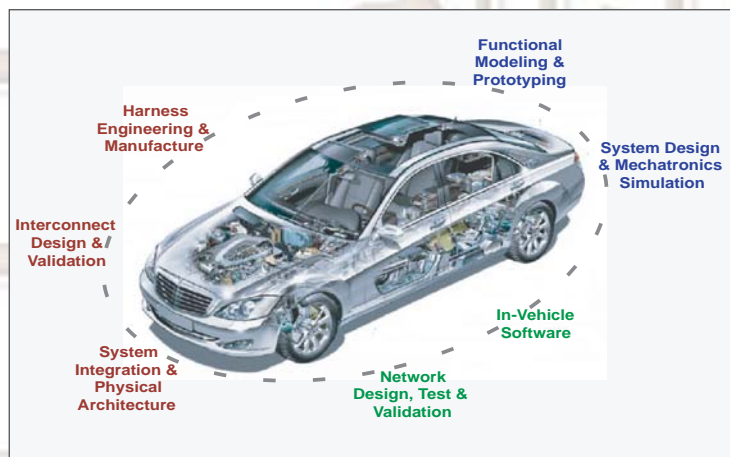 Functional
Modeling &
Prototyping
Harness
Engineering &
Manufacture
System Design
& Mechatronics
Simulation
Interconnect
Design &
Validation
In-Vehicle
Software
System
Integration &
Physical
Architecture
Network
Design, Test &
Validation